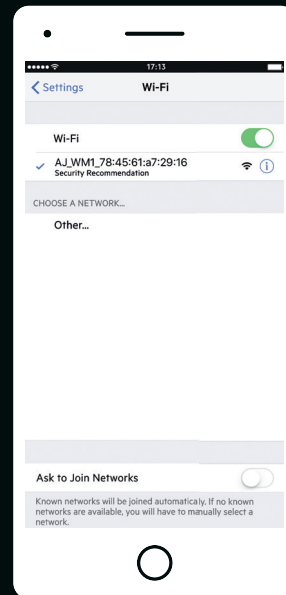 17:13
Settings
Wi-Fi
Wi-Fi
AJ_WM1_78:45:61:a7:29:16
Security Recommendation
CHOOSE A NETWORK...
Other...
Ask to Join Networks
Known networks will be joined automaticaly. If no known
networks are available, you will have to manually select a
network.